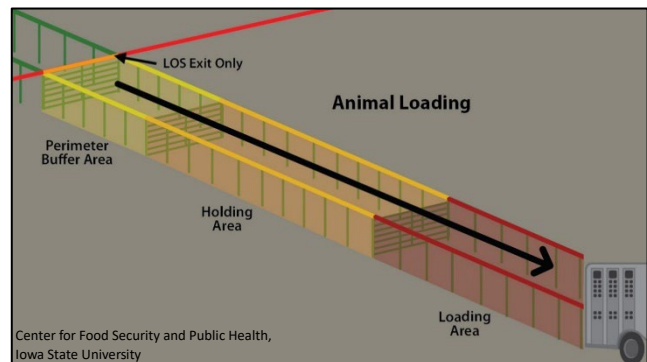 LOS Exit Only
Animal Loading
Perimeter
Buffer Area
Holding
Area
Loading
Area
Center for Food Security and Public Health,
Iowa State University